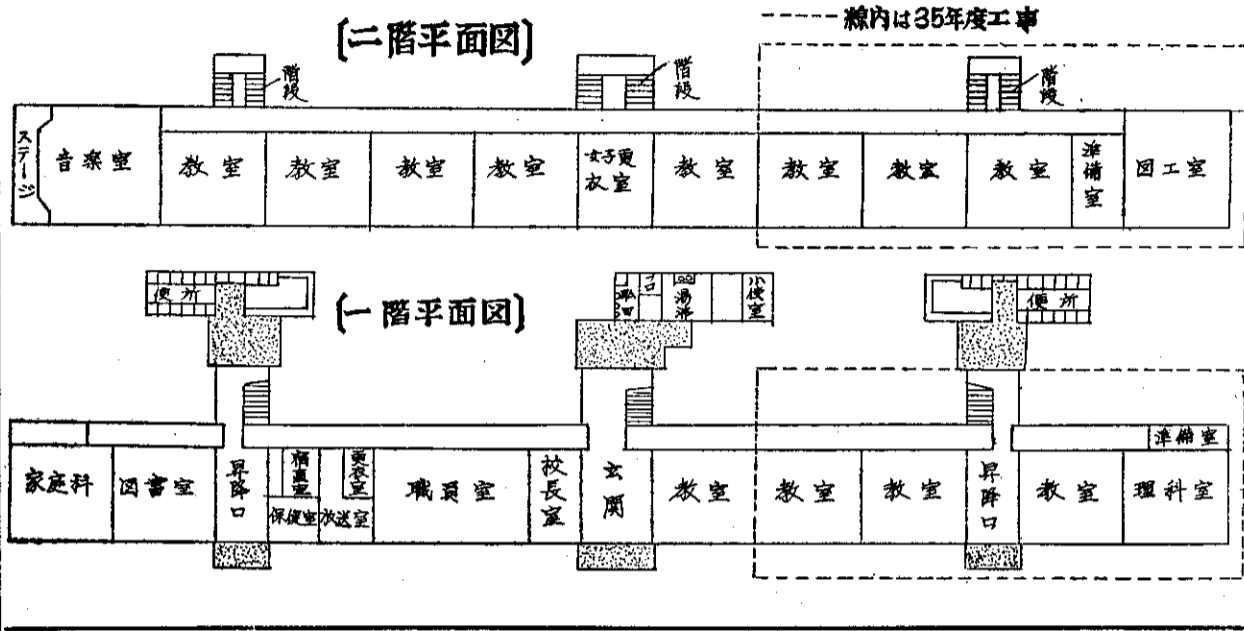 〔二階平面図〕
-----線内は35年度工事
階段
階段
階段
ステージ
音楽室
教室
教室
教室
教室
女子更衣室
教室
教室
教室
教室
準備室
図工室
〔一階平面図〕
便所
湯沸
小使室
便所
家庭科
図書室
昇降口
宿直室
保健室
更衣室
放送室
職員室
校長室
玄関
教室
教室
教室
昇降口
教室
準備室
理科室